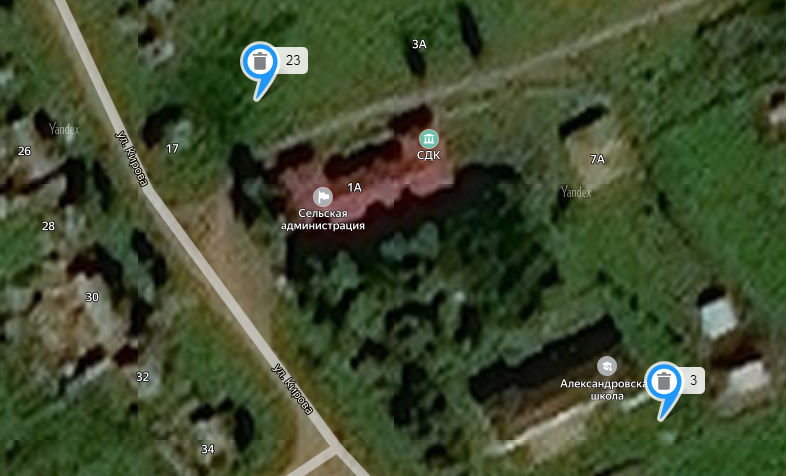 3А
23
Yandex
26
17
ул. Кирова
СДК
7А
1А
Yandex
Сельская
администрация
28
30
32
ул. Кирова
Александровска
школа
3
34